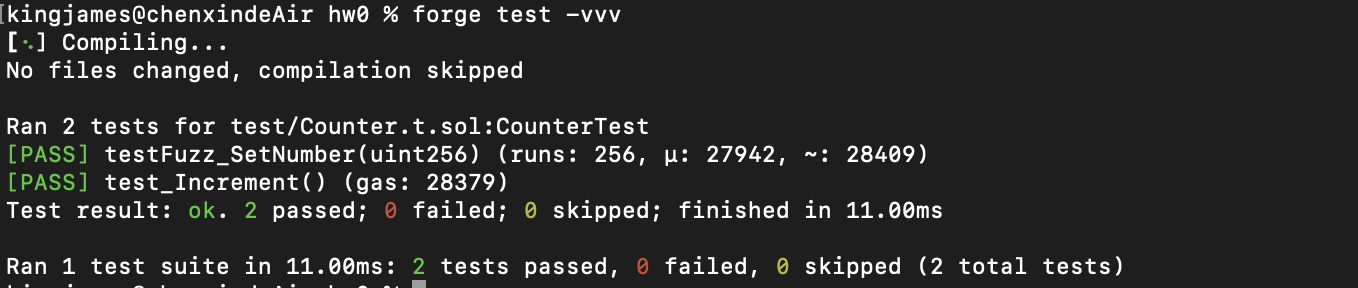 [kingjames@chenxindeAir hw0 % forge test -vvv
[⠢] Compiling...
No files changed, compilation skipped
Ran 2 tests for test/Counter.t.sol:CounterTest
[PASS] testFuzz_SetNumber(uint256) (runs: 256, μ: 27942, ~: 28409)
[PASS] test_Increment() (gas: 28379)
Test result: ok. 2 passed; 0 failed; 0 skipped; finished in 11.00ms
Ran 1 test suite in 11.00ms: 2 tests passed, 0 failed, 0 skipped (2 total tests)